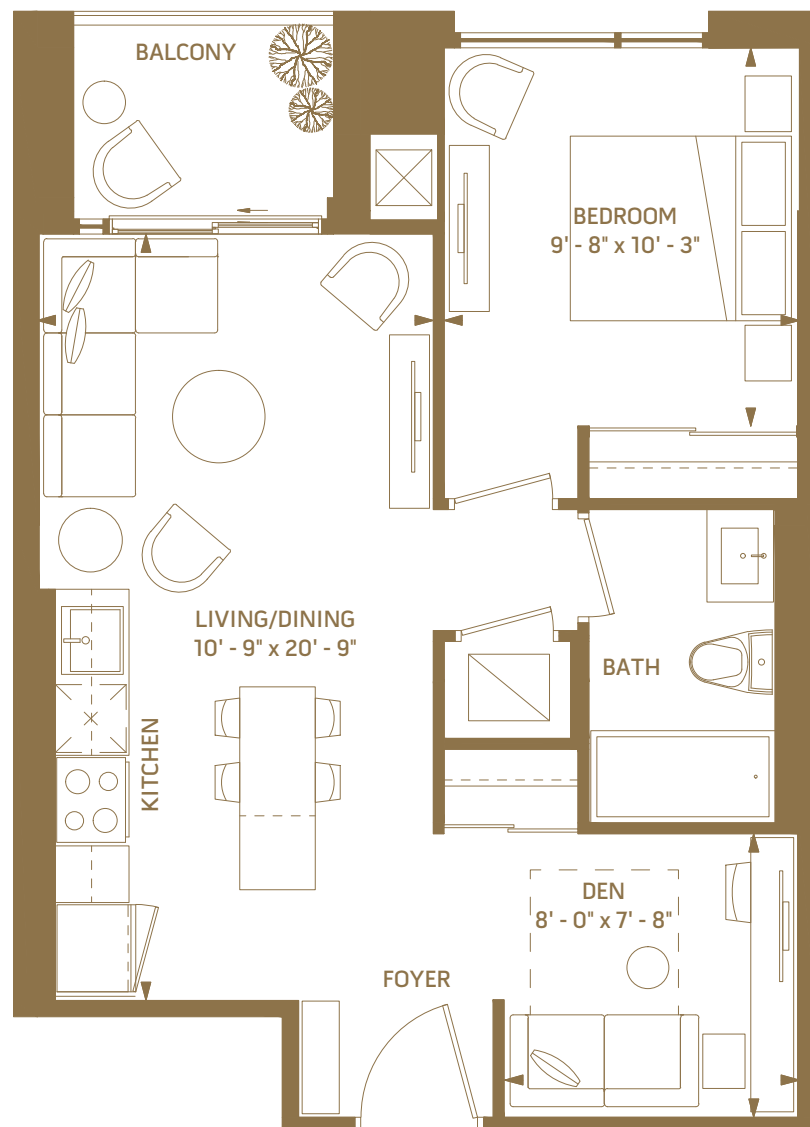 BALCONY
BEDROOM
9' - 8" x 10' - 3"
LIVING/DINING
10' - 9" x 20' - 9"
BATH
KITCHEN
DEN
8' - 0" x 7' - 8"
FOYER